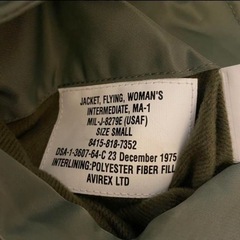 JACKET, FLYING, WOMAN'S
INTERMEDIATE, MA-1
MIL-J-8279E (USAF)
SIZE SMALL
8415-818-7352
DSA-1-3607-64-C 23 December 1975
INTERLINING: POLYESTER FIBER FILL
AVIREX LTD